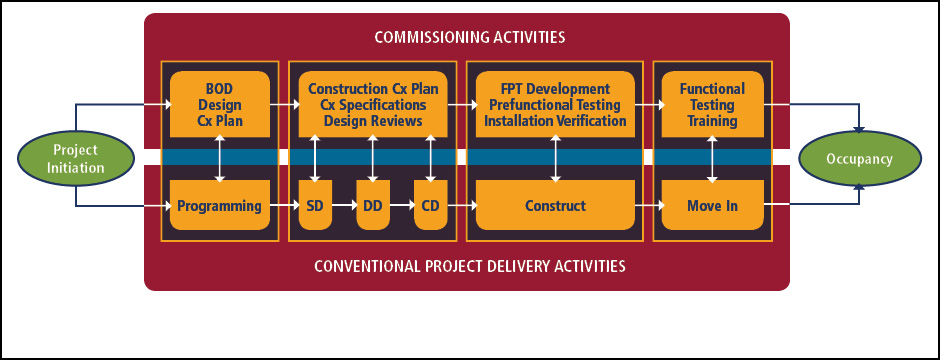 COMMISSIONING ACTIVITIES
BOD
Design
Cx Plan
Construction Cx Plan
Cx Specifications
Design Reviews
FPT Development
Prefunctional Testing
Installation Verification
Functional
Testing
Training
Project
Initiation
Occupancy
Programming
SD
DD
CD
Construct
Move In
CONVENTIONAL PROJECT DELIVERY ACTIVITIES